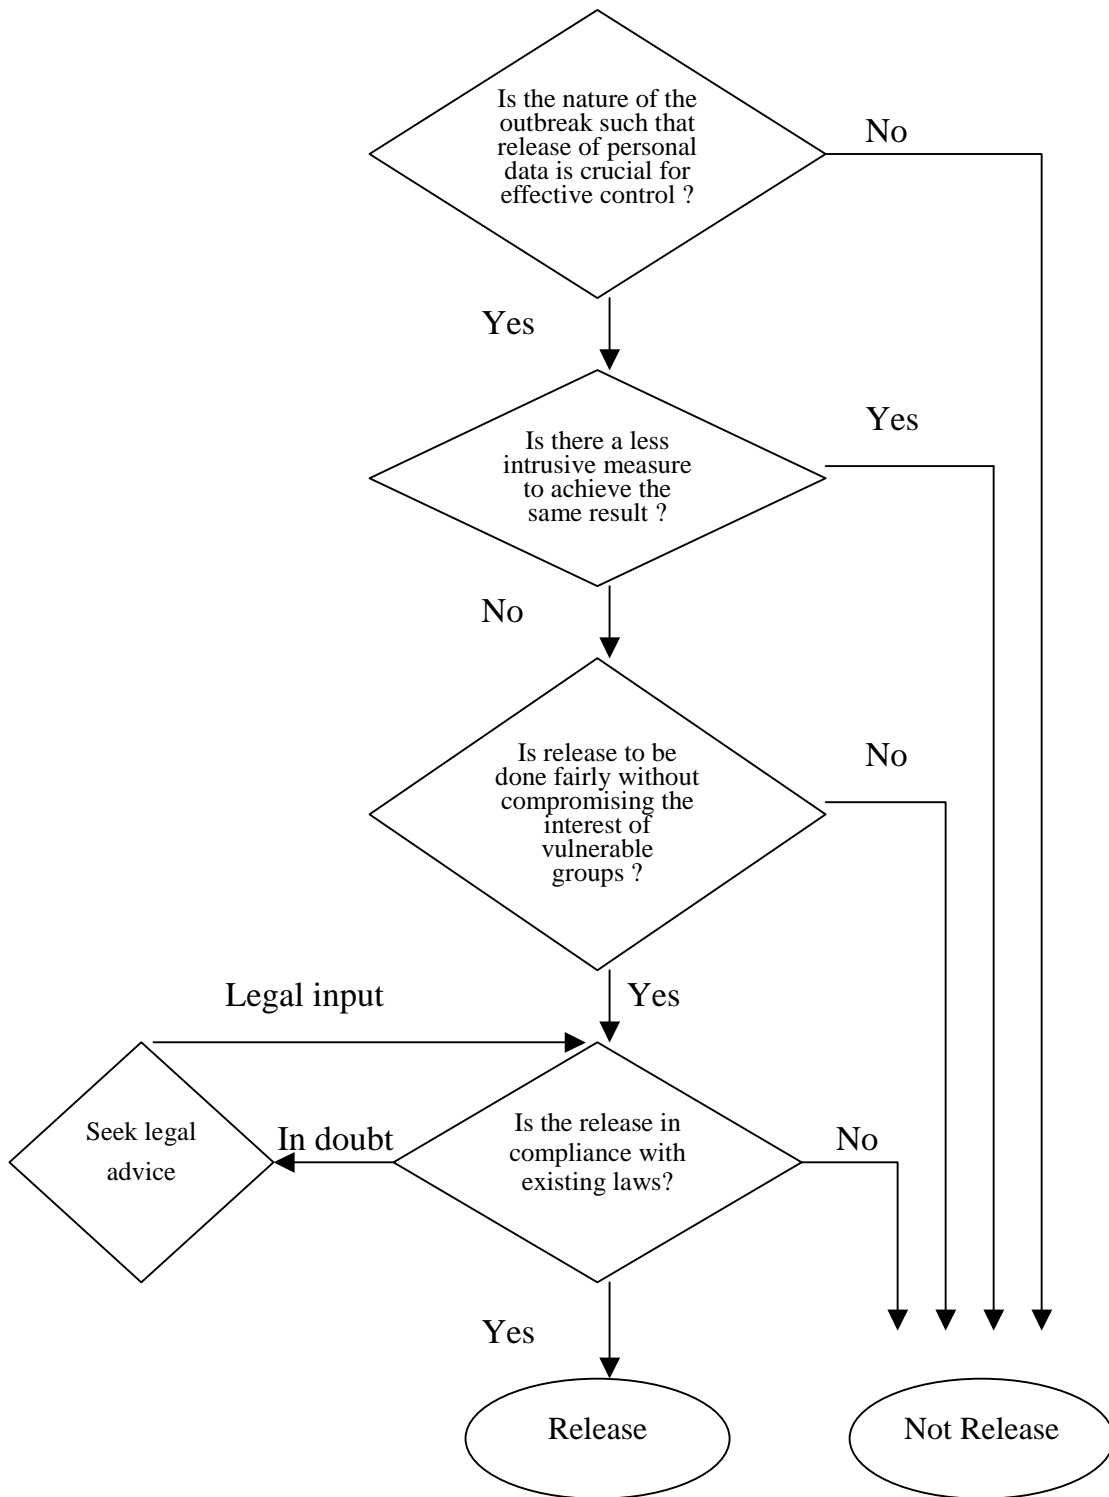 Is the nature of the
outbreak such that
release of personal
data is crucial for
effective control ?
No
Yes
Is there a less
intrusive measure
to achieve the
same result ?
Yes
No
Is release to be
done fairly without
compromising the
interest of
vulnerable
groups ?
No
Yes
Legal input
Seek legal
advice
In doubt
Is the release in
compliance with
existing laws?
No
Yes
Release
Not Release